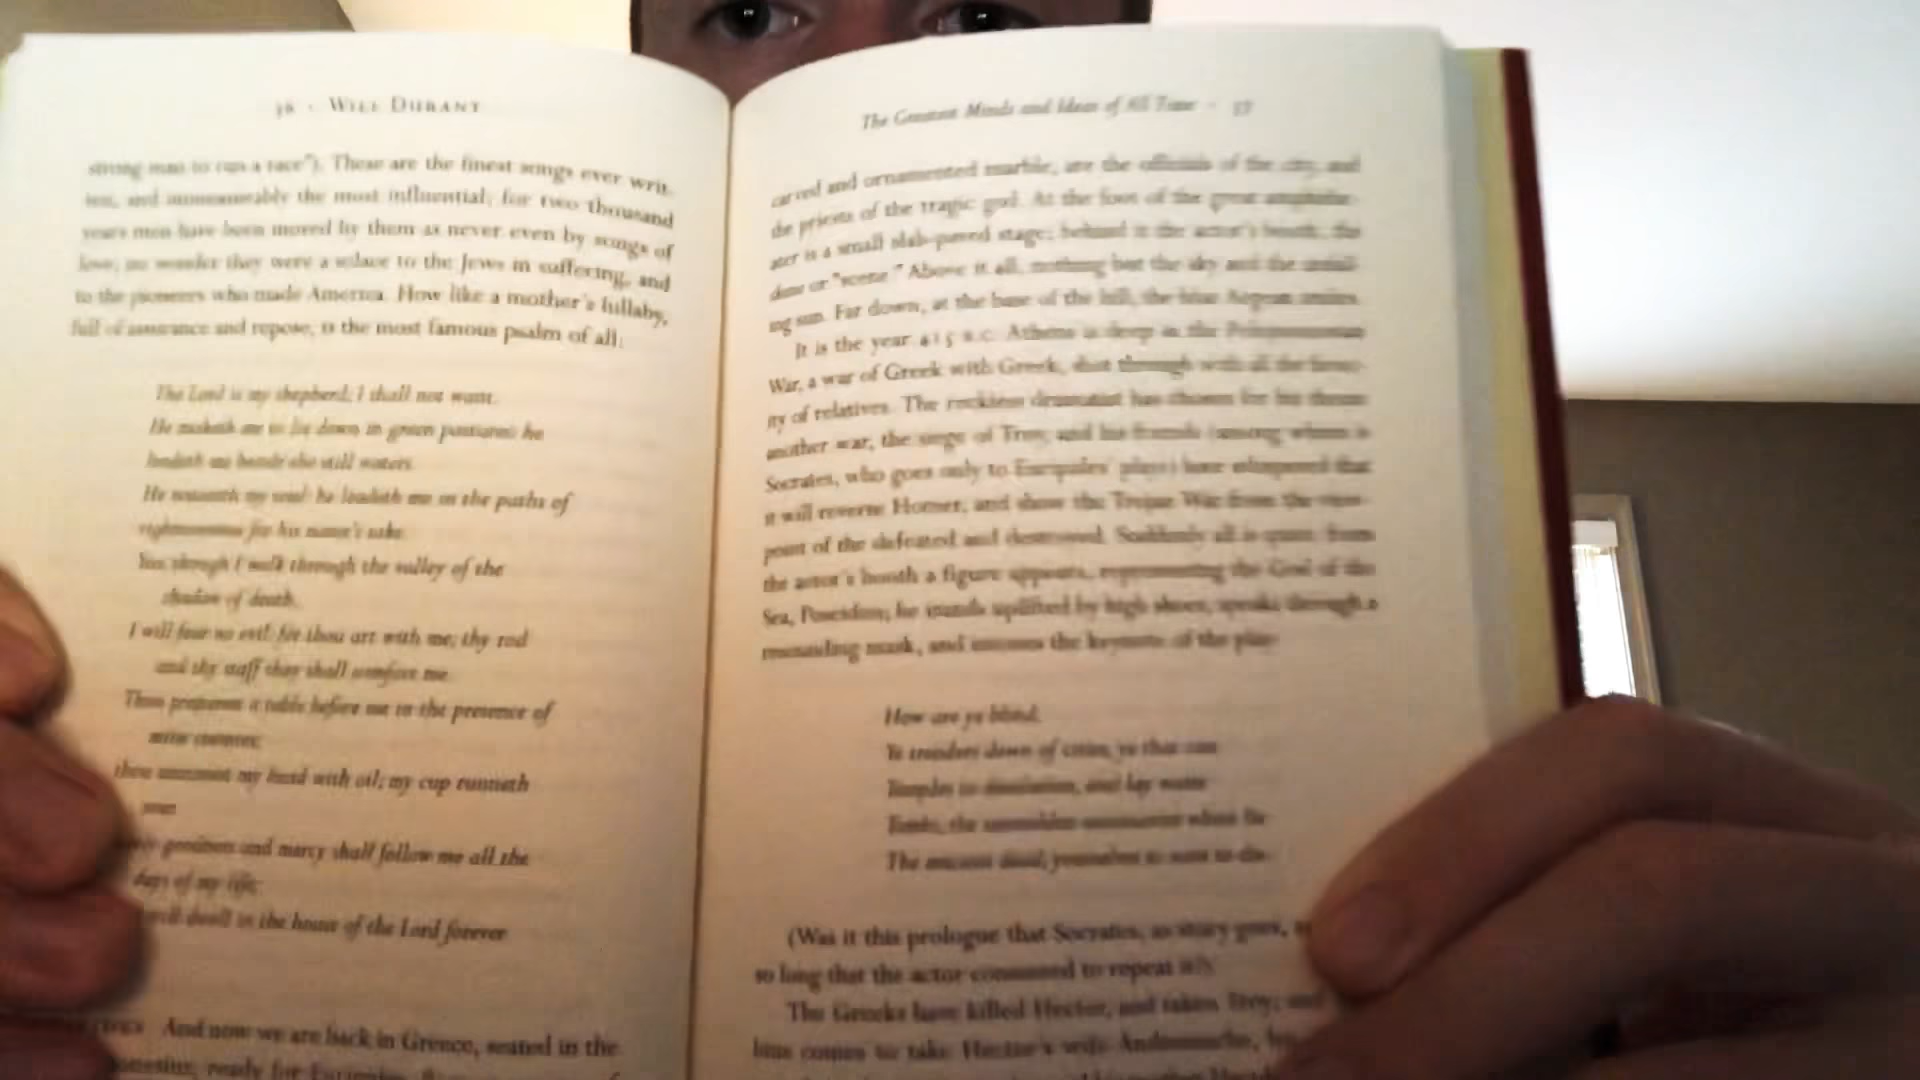 WILL DURANT
strong man to run a race"). These are the finest songs ever writ-
ten, and immeasurably the most influential; for two thousand
years men have been moved by them as never even by songs of
love; no wonder they were a solace to the Jews in suffering, and
to the pioneers who made America. How like a mother's lullaby,
full of assurance and repose, is the most famous psalm of all:
The Lord is my shepherd; I shall not want.
He maketh me to lie down in green pastures: he
leadeth me beside the still waters.
He restoreth my soul: he leadeth me in the paths of
righteousness for his name's sake.
Yea, though I walk through the valley of the
shadow of death,
I will fear no evil: for thou art with me; thy rod
and thy staff they shall comfort me.
Thou preparest a table before me in the presence of
mine enemies;
thou anointest my head with oil; my cup runneth
over.
goodness and mercy shall follow me all the
days of my life;
will dwell in the house of the Lord forever
And now we are back in Greece, seated in the
ready for
The Greatest Minds and Ideas of All Time · 37
carved and ornamented marble, are the officials of the city, and
the priests of the tragic god. At the foot of the great amphithe-
ater is a small slab-paved stage; behind it the actor's booth, the
or "scene." Above it all, nothing but the sky and the
ing sun. Far down, at the base of the hill, the blue Aegean smiles.
It is the year 415 B.C. Athens is deep in the Peloponnesian
War, a war of Greek with Greek, shot through with all the feroc-
ity of relatives. The reckless dramatist has chosen for his theme
another war, the siege of Troy; and his friends (among whom is
Socrates, who goes only to Euripides' plays) have whispered that
it will reverse Homer, and show the Trojan War from the view-
point of the defeated and destroyed. Suddenly all is quiet: from
the actor's booth a figure appears, representing the God of the
Sea, Poseidon; he stands uplifted by high shoes, speaks through a
resounding mask, and intones the keynote of the play:
How are ye blind,
Ye treaders down of cities, ye that cast
Temples to desolation, and lay waste
Tombs, the untrodden sanctuaries where lie
The ancient dead; yourselves so soon to die.
(Was it this prologue that Socrates, as story goes,
so long that the actor consented to repeat it?)
The Greeks have killed Hector, and taken Troy; and
comes to take Hector's wife Andromache,